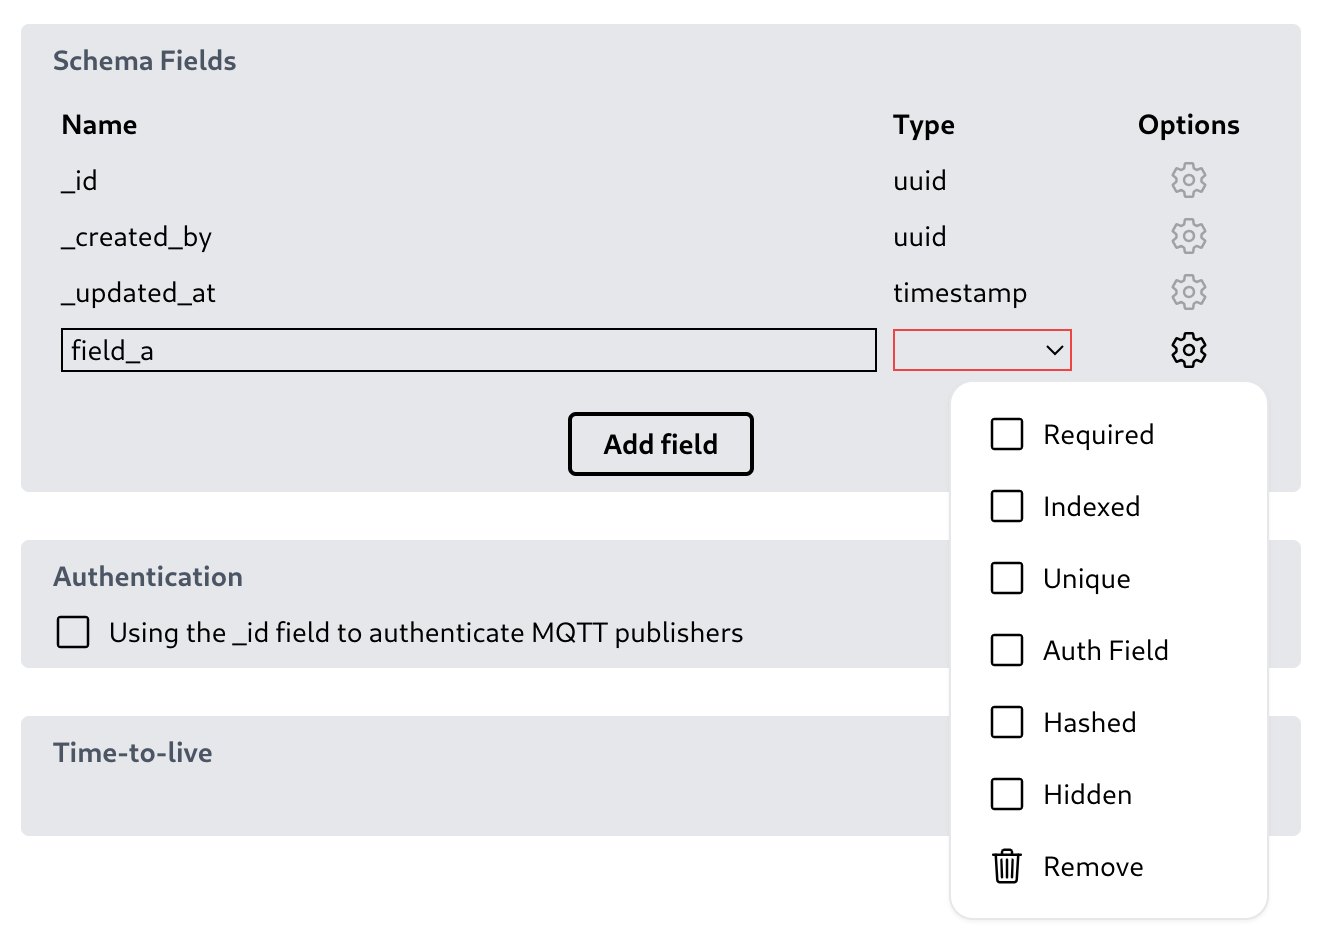 Schema Fields
Name Type Options
_id uuid
_created_by uuid
_updated_at timestamp
field_a
Add field
Required
Indexed
Authentication
Unique
Using the _id field to authenticate MQTT publishers
Auth Field
Hashed
Time-to-live
Hidden
Remove